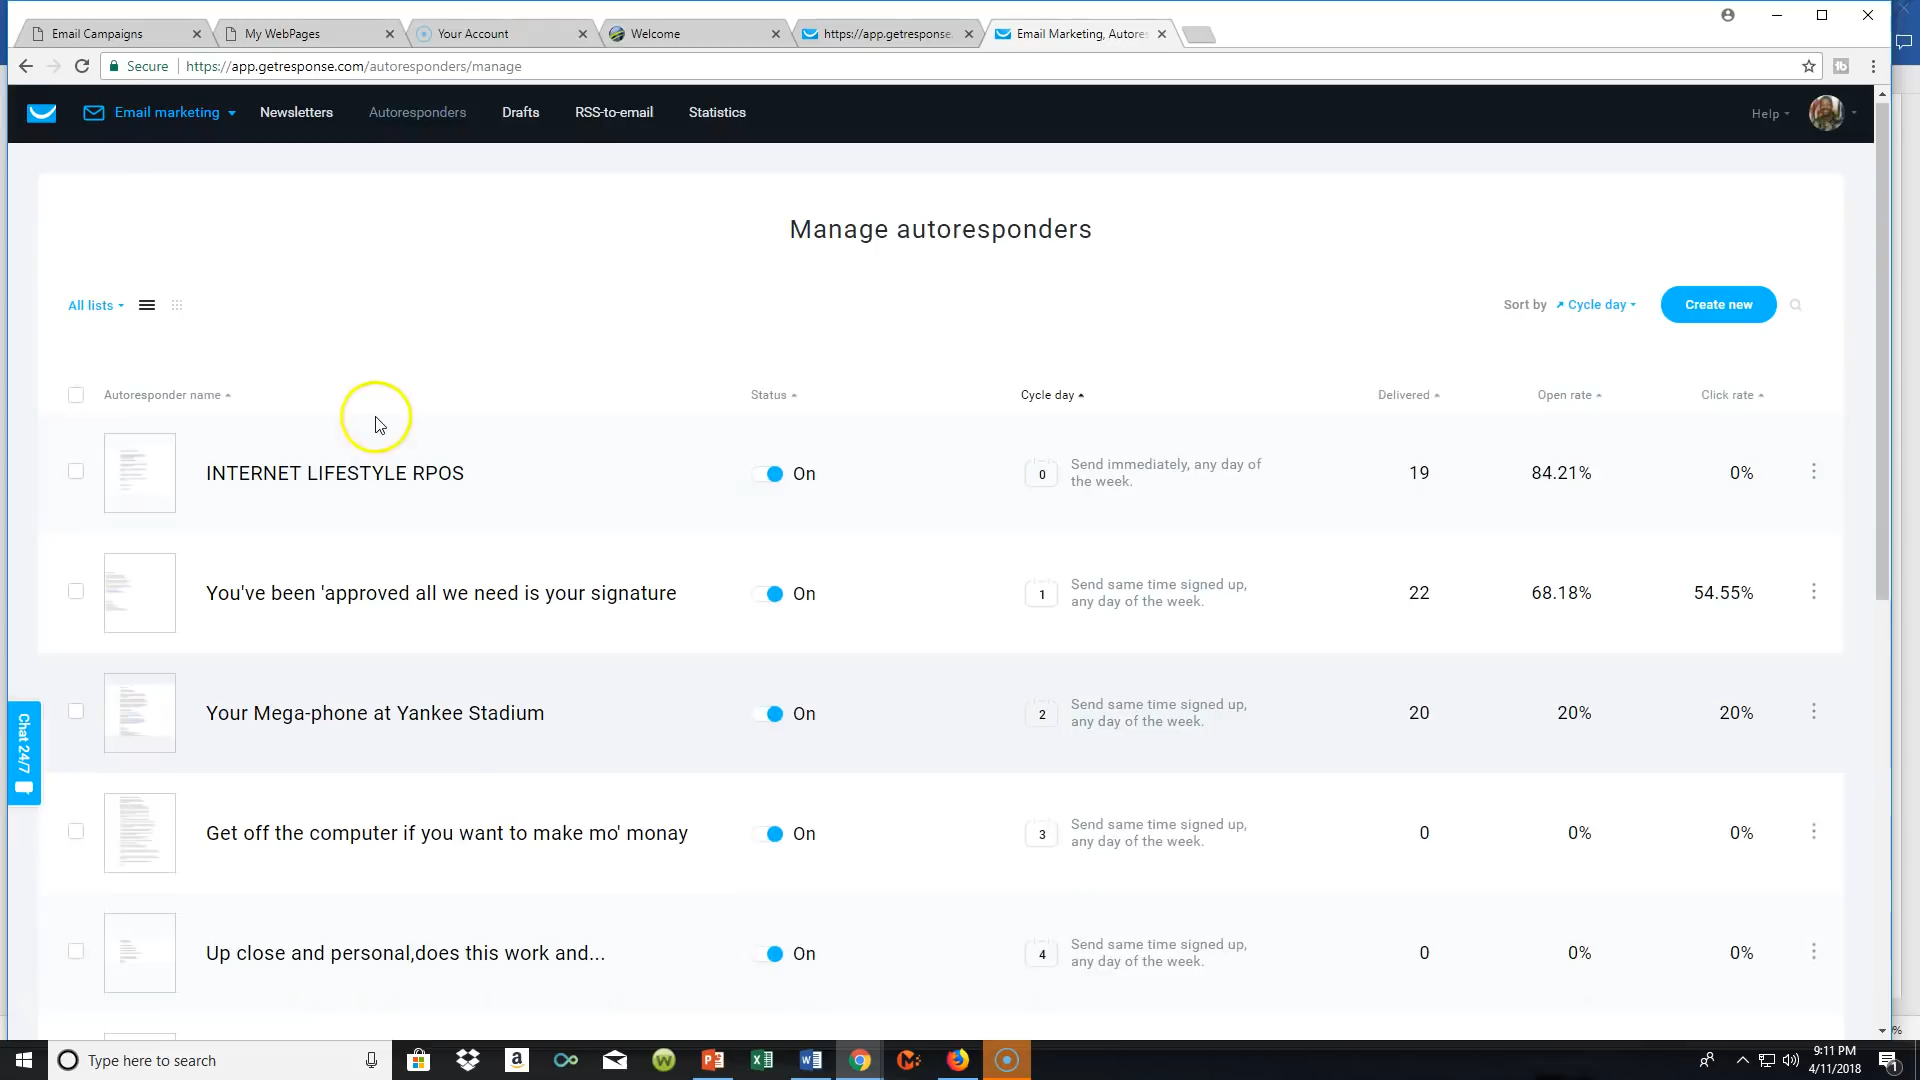 Email Campaigns
My WebPages
Your Account
Welcome
https://app.getresponse.
Email Marketing, Autores
Secure
https://app.getresponse.com/autoresponders/manage
Email marketing
Newsletters
Autoresponders
Drafts
RSS-to-email
Statistics
Help
Manage autoresponders
All lists
Sort by
Cycle day
Create new
Autoresponder name
Status
Cycle day
Delivered
Open rate
Click rate
INTERNET LIFESTYLE RPOS
On
0
Send immediately, any day of
the week.
19
84.21%
0%
You've been 'approved all we need is your signature
On
1
Send same time signed up,
any day of the week.
22
68.18%
54.55%
Your Mega-phone at Yankee Stadium
On
2
Send same time signed up,
any day of the week.
20
20%
20%
Get off the computer if you want to make mo' monay
On
3
Send same time signed up,
any day of the week.
0
0%
0%
Up close and personal,does this work and...
On
4
Send same time signed up,
any day of the week.
0
0%
0%
Chat 24/7
Type here to search
9:11 PM
4/11/2018